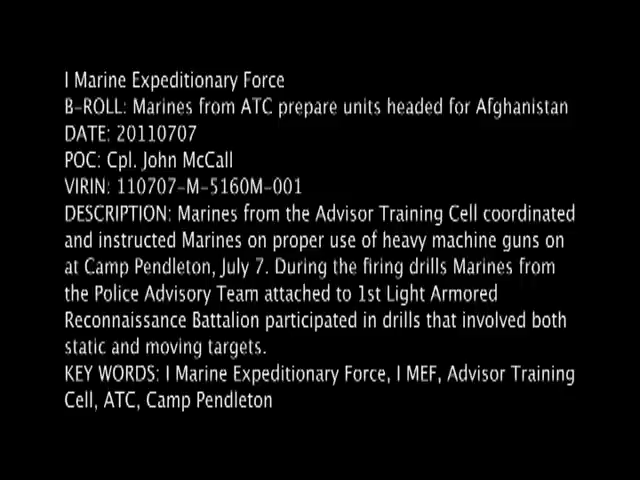 I Marine Expeditionary Force
B-ROLL: Marines from ATC prepare units headed for Afghanistan
DATE: 20110707
POC: Cpl. John McCall
VIRIN: 110707-M-5160M-001
DESCRIPTION: Marines from the Advisor Training Cell coordinated
and instructed Marines on proper use of heavy machine guns on
at Camp Pendleton, July 7. During the firing drills Marines from
the Police Advisory Team attached to 1st Light Armored
Reconnaissance Battalion participated in drills that involved both
static and moving targets.
KEY WORDS: I Marine Expeditionary Force, I MEF, Advisor Training
Cell, ATC, Camp Pendleton